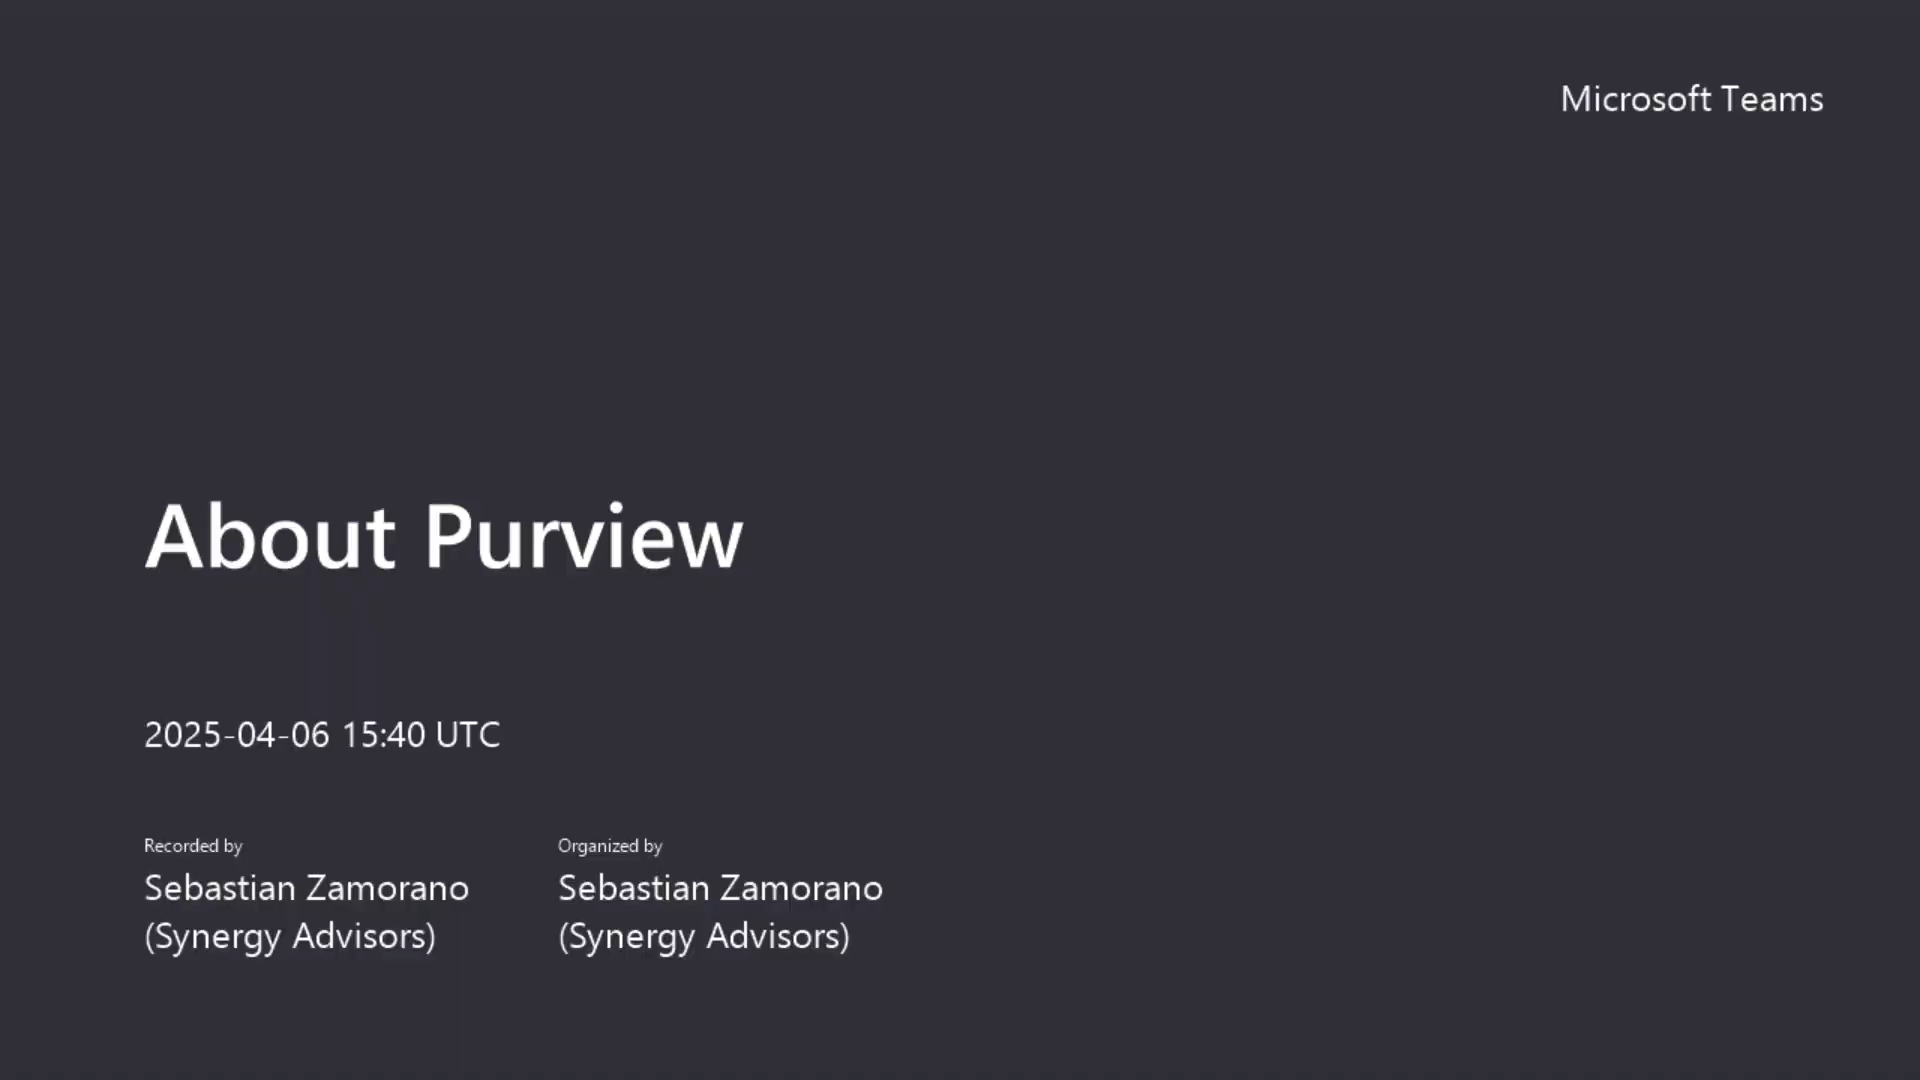 Microsoft Teams
About Purview
2025-04-06 15:40 UTC
Recorded by
Sebastian Zamorano
(Synergy Advisors)
Organized by
Sebastian Zamorano
(Synergy Advisors)